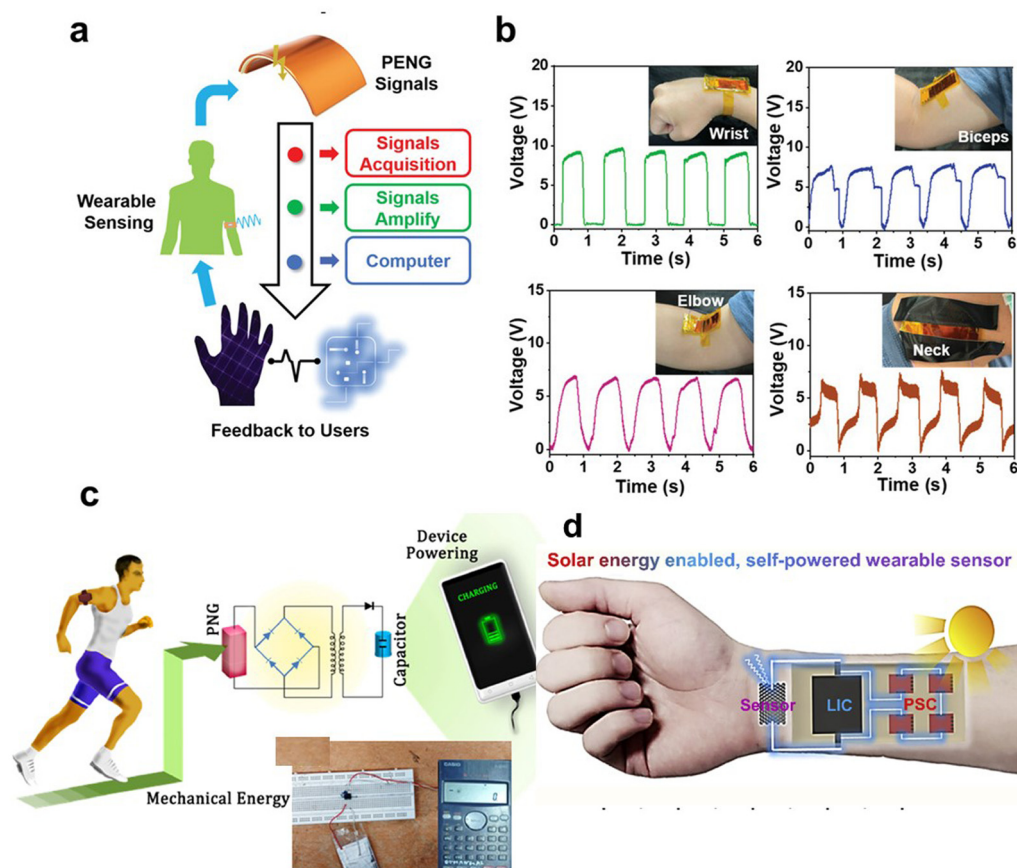 a
PENG
Signals
Signals
Acquisition
Signals
Amplify
Computer
Wearable
Sensing
Feedback to Users
b
Voltage (V)
20
15
10
5
0
Wrist
0 1 2 3 4 5 6
Time (s)
Voltage (V)
20
15
10
5
0
Biceps
0 1 2 3 4 5 6
Time (s)
Voltage (V)
15
10
5
0
Elbow
0 1 2 3 4 5 6
Time (s)
Voltage (V)
15
10
5
0
Neck
0 1 2 3 4 5 6
Time (s)
c
Mechanical Energy
PNG
Capacitor
Device
Powering
CHARGING
CASIO
0
d
Solar energy enabled, self-powered wearable sensor
Sensor
LIC
PSC